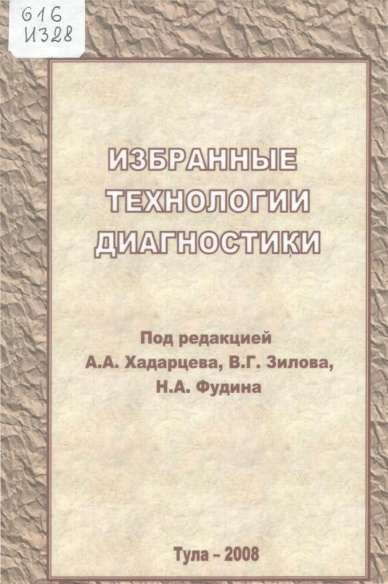 616
И328
ИЗБРАННЫЕ
ТЕХНОЛОГИИ
ДИАГНОСТИКИ
Под редакцией
А.А. Хадарцева, В.Г. Зилова,
Н.А. Фудина
Тула – 2008